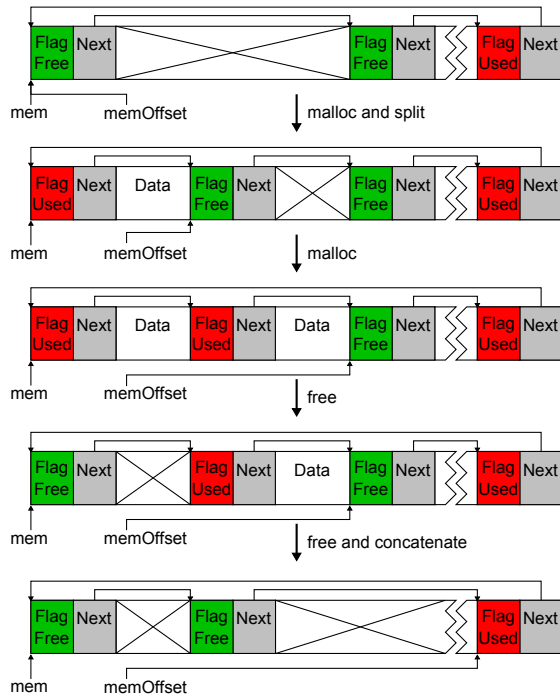 Flag Free Next Flag Free Next Flag Used Next
mem memOffset
malloc and split
Flag Used Next Data Flag Free Next Flag Free Next Flag Used Next
mem memOffset
malloc
Flag Used Next Data Flag Used Next Data Flag Free Next Flag Used Next
mem memOffset
free
Flag Free Next Flag Used Next Data Flag Free Next Flag Used Next
mem memOffset
free and concatenate
Flag Free Next Flag Free Next Flag Used Next
mem memOffset